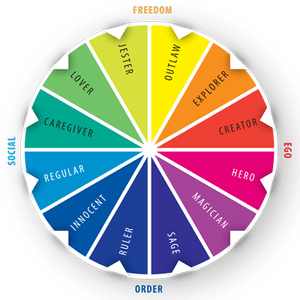 FREEDOM
OUTLAW
EXPLORER
CREATOR
HERO
MAGICIAN
SAGE
RULER
INNOCENT
REGULAR
CAREGIVER
LOVER
JESTER
SOCIAL
EGO
ORDER